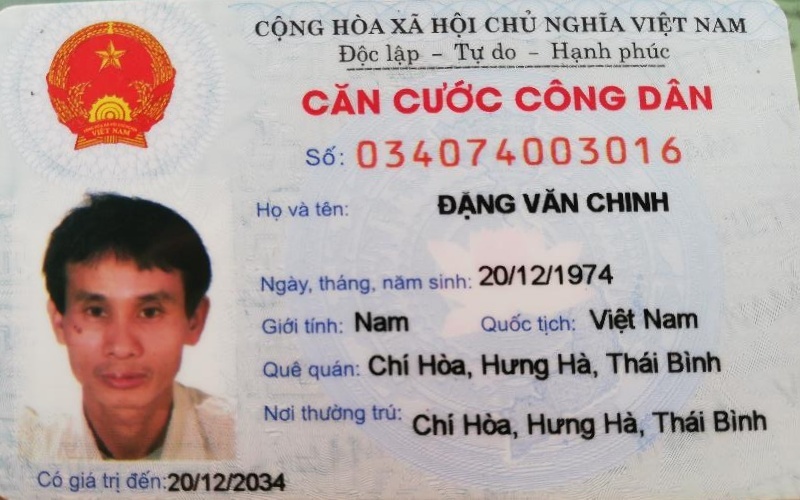 CỘNG HÒA XÃ HỘI CHỦ NGHĨA VIỆT NAM
Độc lập - Tự do - Hạnh phúc
CĂN CƯỚC CÔNG DÂN
Số: 034074003016
Họ và tên: ĐẶNG VĂN CHINH
Ngày, tháng, năm sinh: 20/12/1974
Giới tính: Nam Quốc tịch: Việt Nam
Quê quán: Chí Hòa, Hưng Hà, Thái Bình
Nơi thường trú: Chí Hòa, Hưng Hà, Thái Bình
Có giá trị đến: 20/12/2034
VIỆT NAM